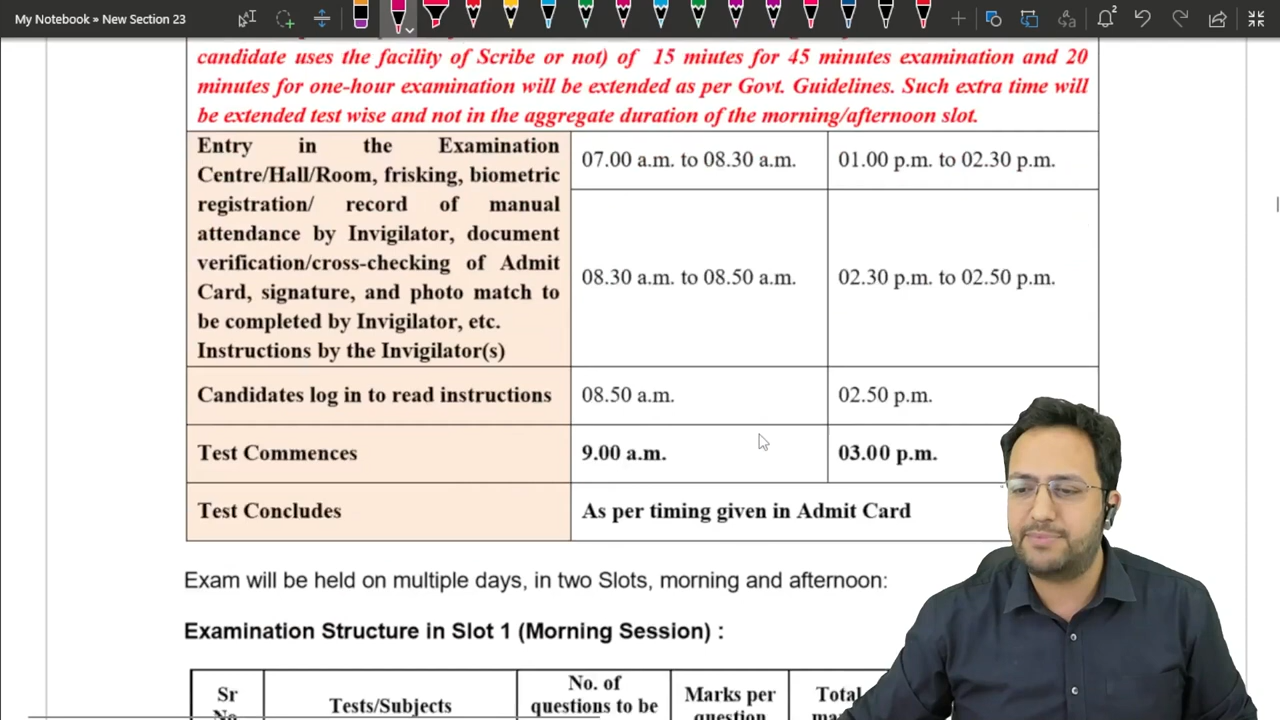 My Notebook » New Section 23
candidate uses the facility of Scribe or not) of 15 miutes for 45 minutes examination and 20
minutes for one-hour examination will be extended as per Govt. Guidelines. Such extra time will
be extended test wise and not in the aggregate duration of the morning/afternoon slot.
Entry in the Examination
Centre/Hall/Room, frisking, biometric
registration/ record of manual
attendance by Invigilator, document
verification/cross-checking of Admit
Card, signature, and photo match to
be completed by Invigilator, etc.
Instructions by the Invigilator(s)
07.00 a.m. to 08.30 a.m.
01.00 p.m. to 02.30 p.m.
08.30 a.m. to 08.50 a.m.
02.30 p.m. to 02.50 p.m.
Candidates log in to read instructions
08.50 a.m.
02.50 p.m.
Test Commences
9.00 a.m.
03.00 p.m.
Test Concludes
As per timing given in Admit Card
Exam will be held on multiple days, in two Slots, morning and afternoon:
Examination Structure in Slot 1 (Morning Session) :
Sr
No
Tests/Subjects
No. of
questions to be
Marks per
question
Total